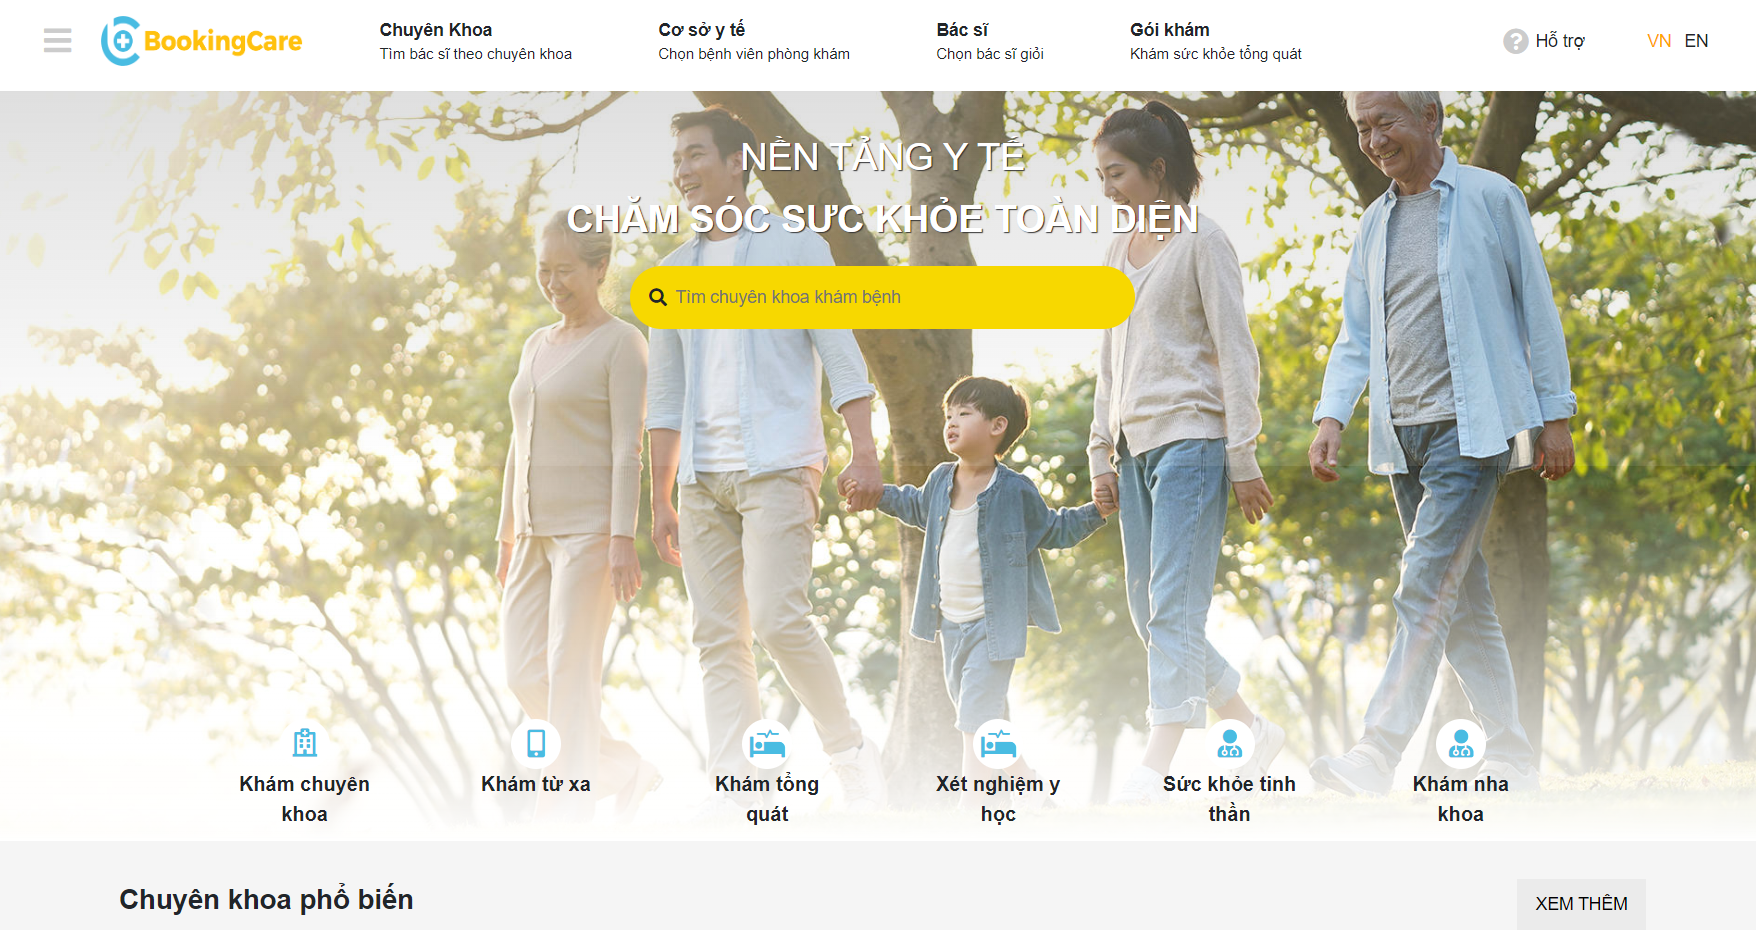 BookingCare
Chuyên Khoa
Tìm bác sĩ theo chuyên khoa
Cơ sở y tế
Chọn bệnh viên phòng khám
Bác sĩ
Chọn bác sĩ giỏi
Gói khám
Khám sức khỏe tổng quát
Hỗ trợ
VN EN
NỀN TẢNG Y TẾ
CHĂM SÓC SƯC KHỎE TOÀN DIỆN
Tìm chuyên khoa khám bệnh
Khám chuyên
khoa
Khám từ xa
Khám tổng
quát
Xét nghiệm y
học
Sức khỏe tinh
thần
Khám nha
khoa
Chuyên khoa phổ biến
XEM THÊM